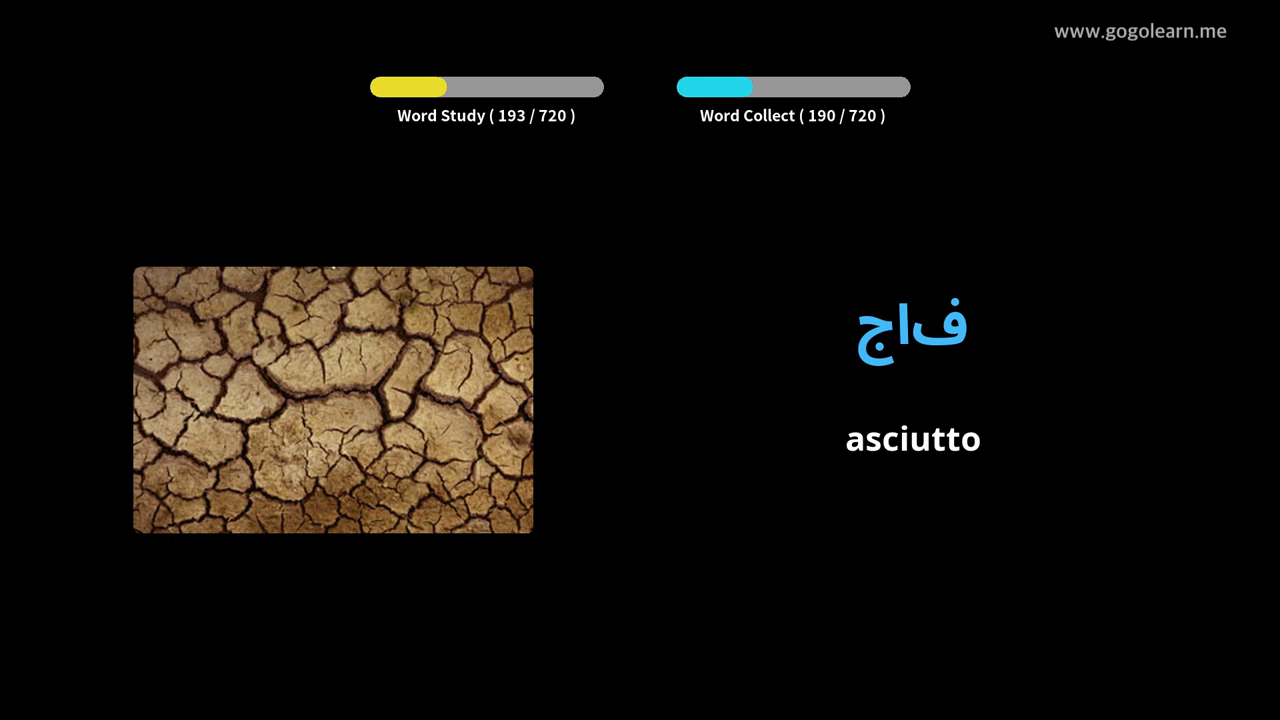 www.gogolearn.me
Word Study ( 193 / 720 )
Word Collect ( 190 / 720 )
فاج
asciutto